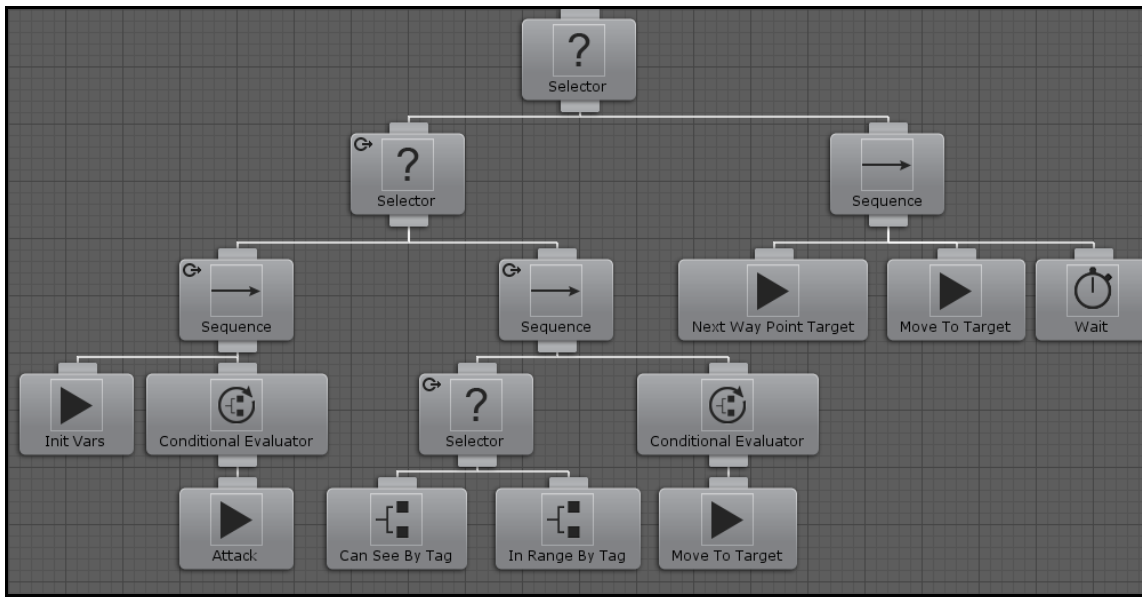 ?
Selector
?
Selector
Sequence
Sequence
Sequence
Next Way Point Target
Move To Target
Wait
Init Vars
Conditional Evaluator
?
Selector
Conditional Evaluator
Attack
Can See By Tag
In Range By Tag
Move To Target